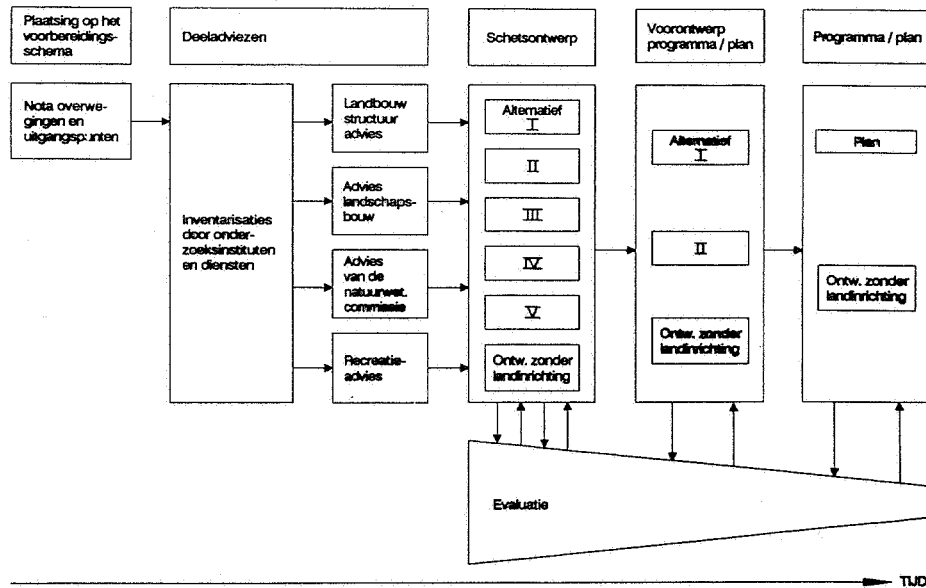 Plaatsing op het
voorbereidings-
schema
Deeladviezen
Schetsontwerp
Voorontwerp
programma / plan
Programma / plan
Nota overwe-
gingen en
uitgangspunten
Inventarisaties
door onder-
zoeksinstituten
en diensten
Landbouw
structuur
advies
Advies
landschaps-
bouw
Advies
van de
natuurwet.
commissie
Recreatie-
advies
Alternatief
I
II
III
IV
V
Ontw. zonder
landinrichting
Alternatief
I
II
Ontw. zonder
landinrichting
Plan
Ontw. zonder
landinrichting
Evaluatie
TIJD